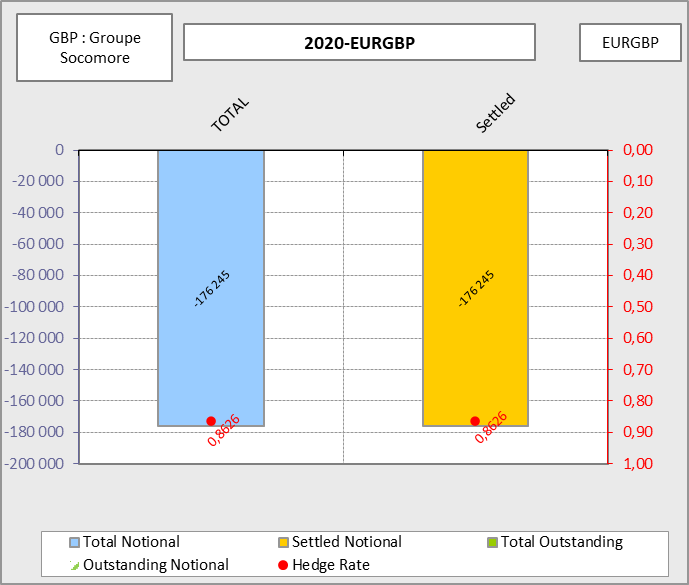 GBP : Groupe
Socomore
2020-EURGBP
EURGBP
TOTAL
Settled
0
-20 000
-40 000
-60 000
-80 000
-100 000
-120 000
-140 000
-160 000
-180 000
-200 000
-176 245
-176 245
0,8626
0,8626
0,00
0,10
0,20
0,30
0,40
0,50
0,60
0,70
0,80
0,90
1,00
Total Notional
Settled Notional
Total Outstanding
Outstanding Notional
Hedge Rate